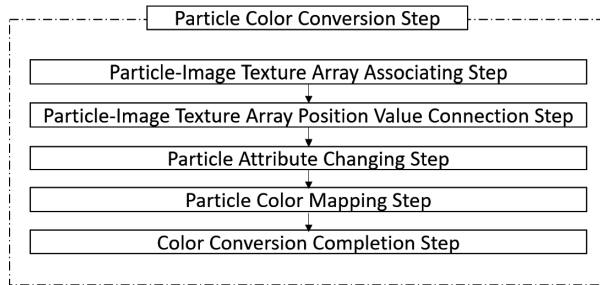 Particle Color Conversion Step
Particle-Image Texture Array Associating Step
Particle-Image Texture Array Position Value Connection Step
Particle Attribute Changing Step
Particle Color Mapping Step
Color Conversion Completion Step